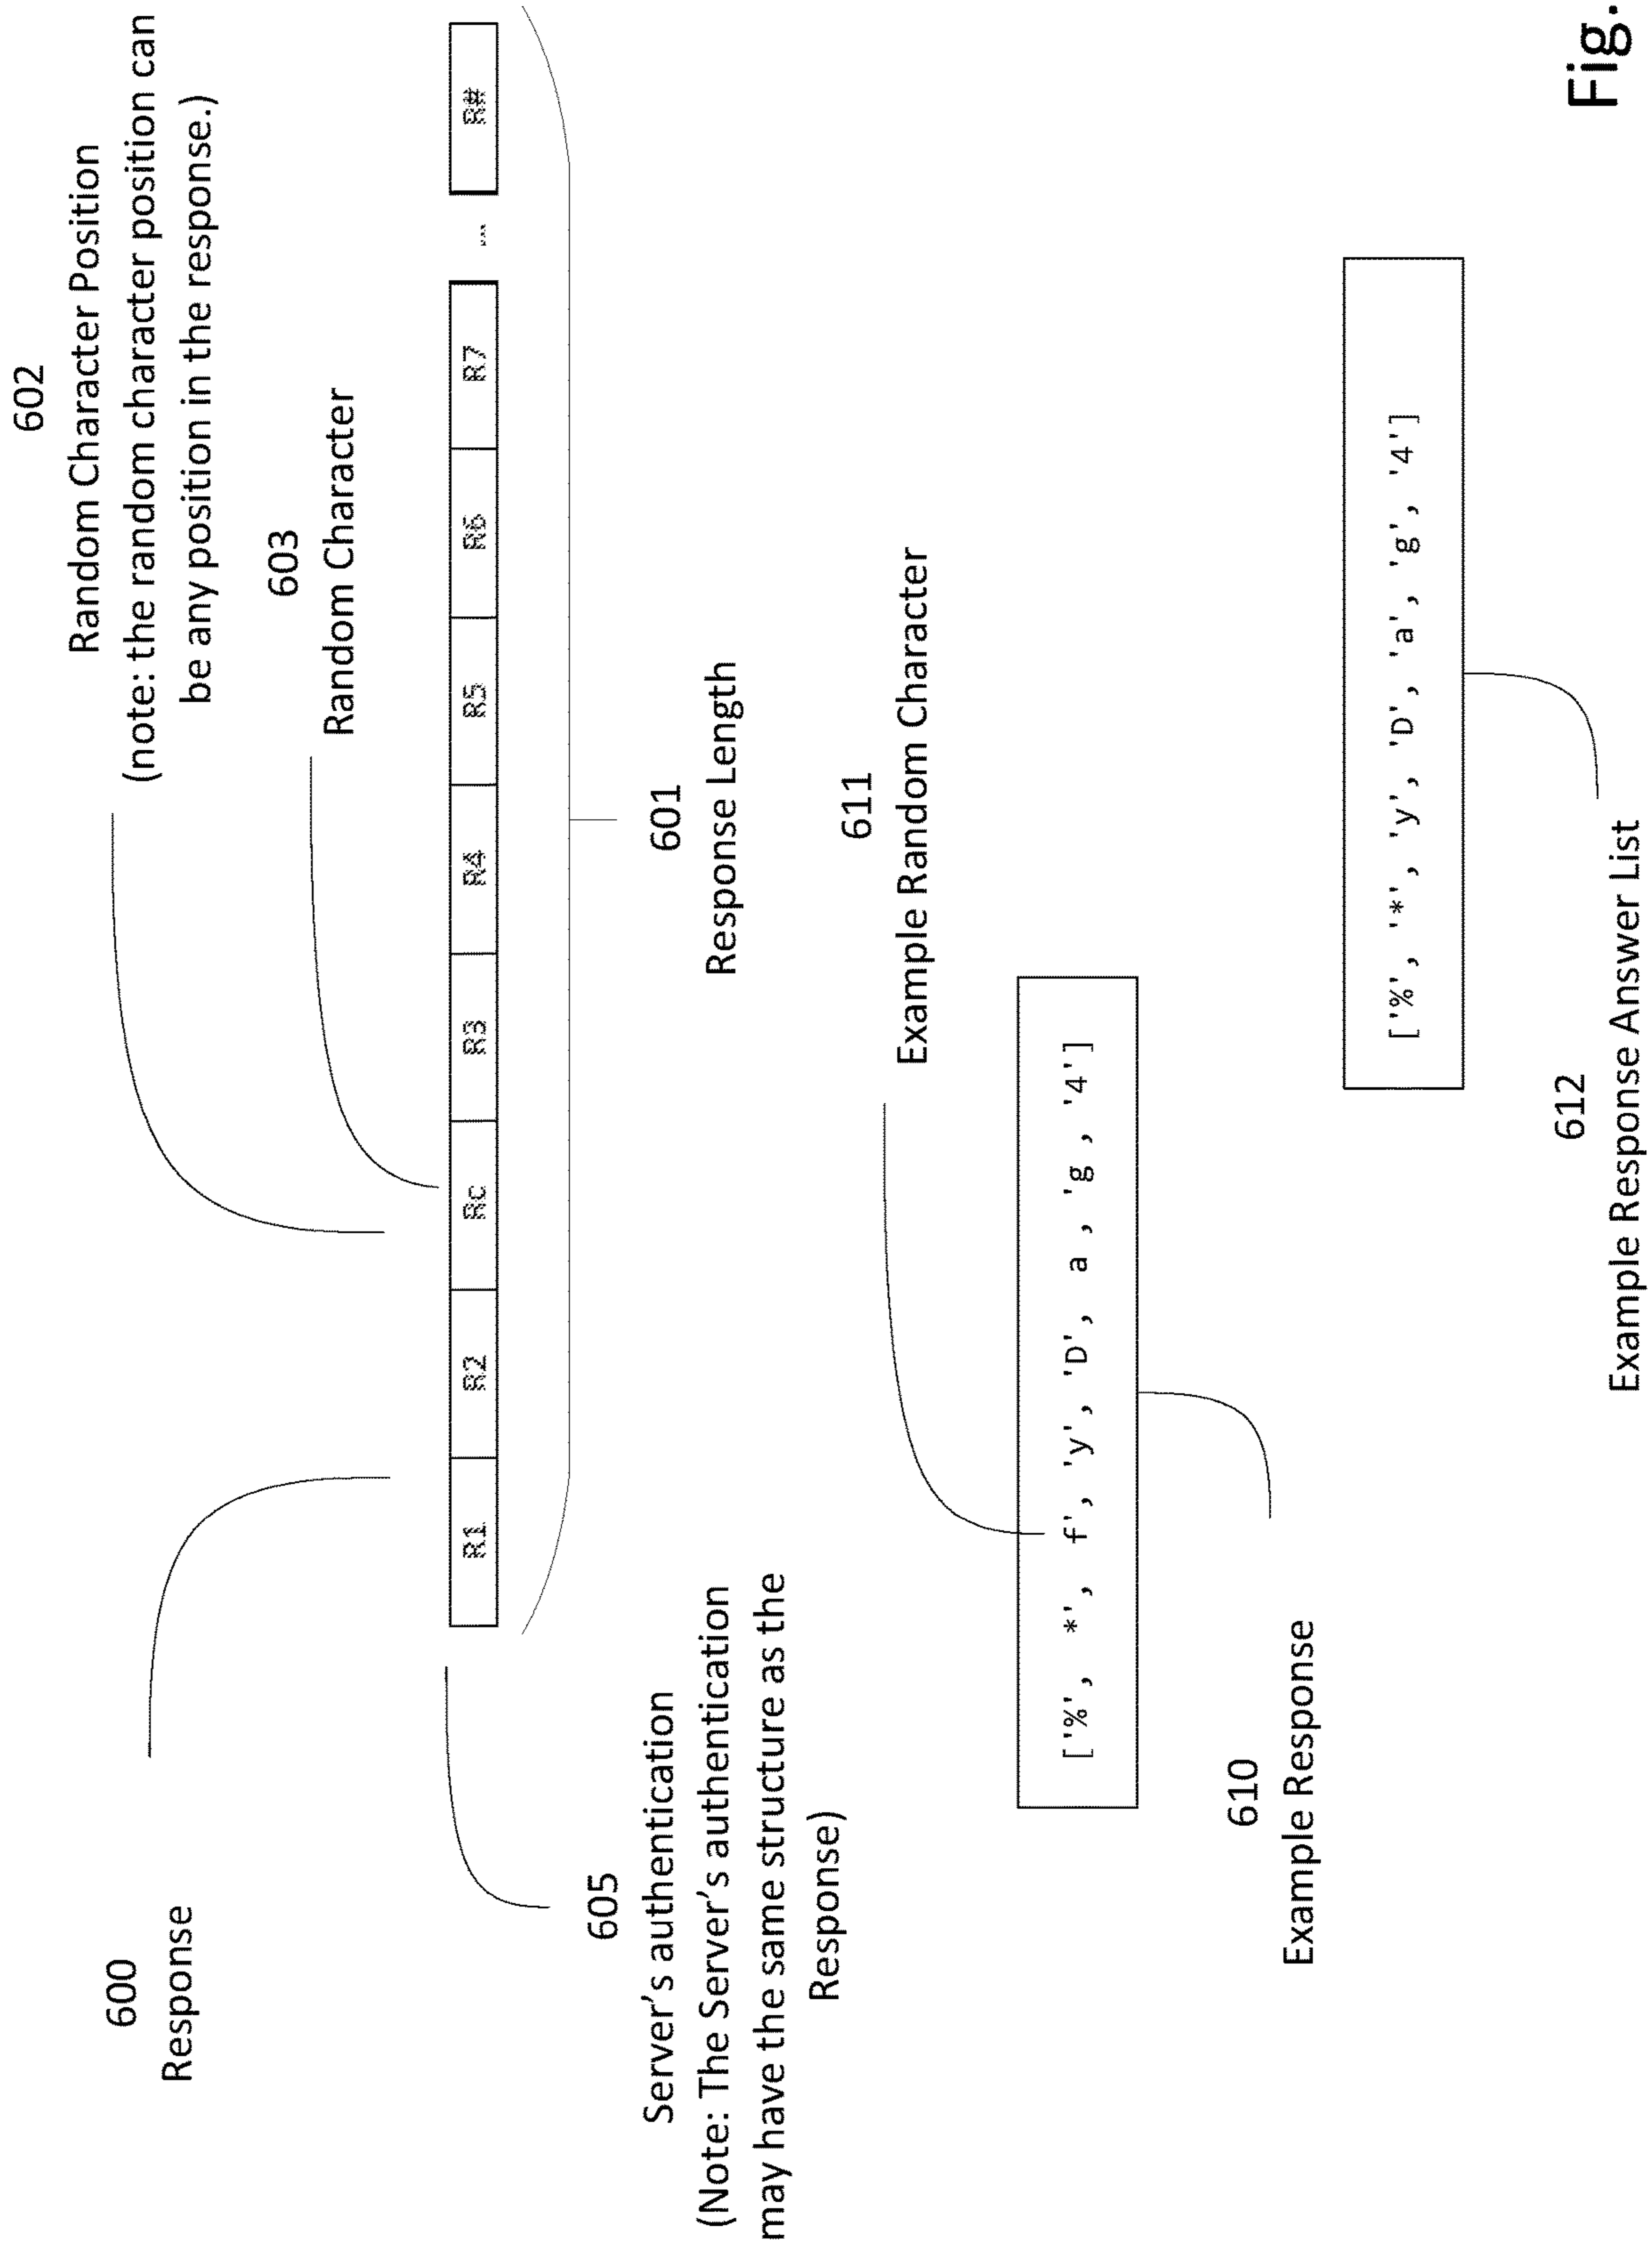 602
Random Character Position
(note: the random character position can
be any position in the response.)
600
Response
603
Random Character
R1 R2 Rc R3 R4 R5 R6 R7 ... R#
605
Server's authentication
(Note: The Server's authentication
may have the same structure as the
Response)
601
Response Length
611
Example Random Character
['%', *', f', 'y', 'D', a , 'g , '4']
610
Example Response
['%', '*', 'y', 'D', 'a', 'g', '4']
612
Example Response Answer List
Fig.